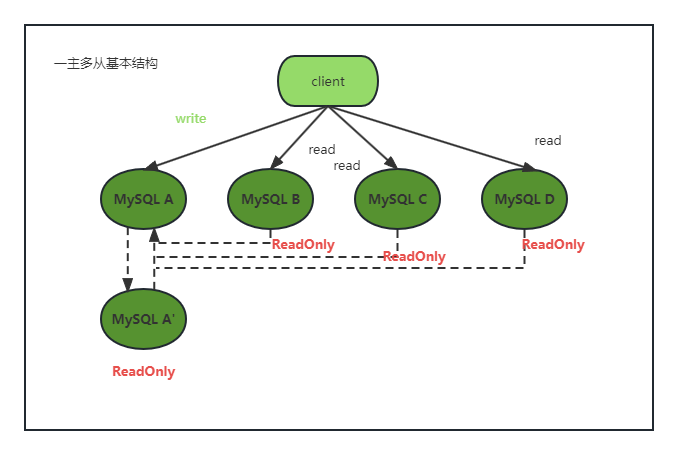 一主多从基本结构
client
write
read
read
read
MySQL A
MySQL B
MySQL C
MySQL D
ReadOnly
ReadOnly
ReadOnly
MySQL A'
ReadOnly